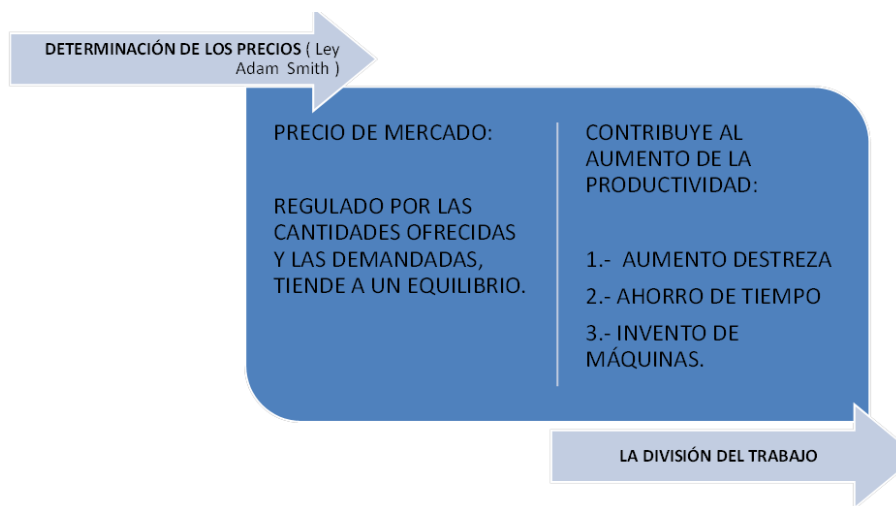 DETERMINACIÓN DE LOS PRECIOS ( Ley
Adam Smith )
PRECIO DE MERCADO:
REGULADO POR LAS
CANTIDADES OFRECIDAS
Y LAS DEMANDADAS,
TIENDE A UN EQUILIBRIO.
CONTRIBUYE AL
AUMENTO DE LA
PRODUCTIVIDAD:
1.- AUMENTO DESTREZA
2.- AHORRO DE TIEMPO
3.- INVENTO DE
MÁQUINAS.
LA DIVISIÓN DEL TRABAJO